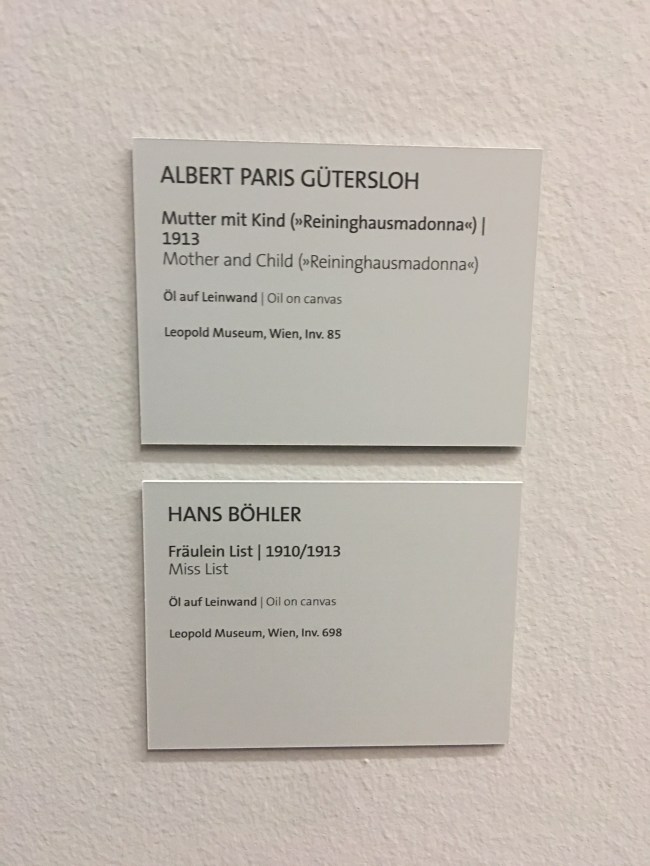 ALBERT PARIS GÜTERSLOH
Mutter mit Kind (»Reininghausmadonna«) |
1913
Mother and Child (»Reininghausmadonna«)
Öl auf Leinwand | Oil on canvas
Leopold Museum, Wien, Inv. 85
HANS BÖHLER
Fräulein List | 1910/1913
Miss List
Öl auf Leinwand | Oil on canvas
Leopold Museum, Wien, Inv. 698